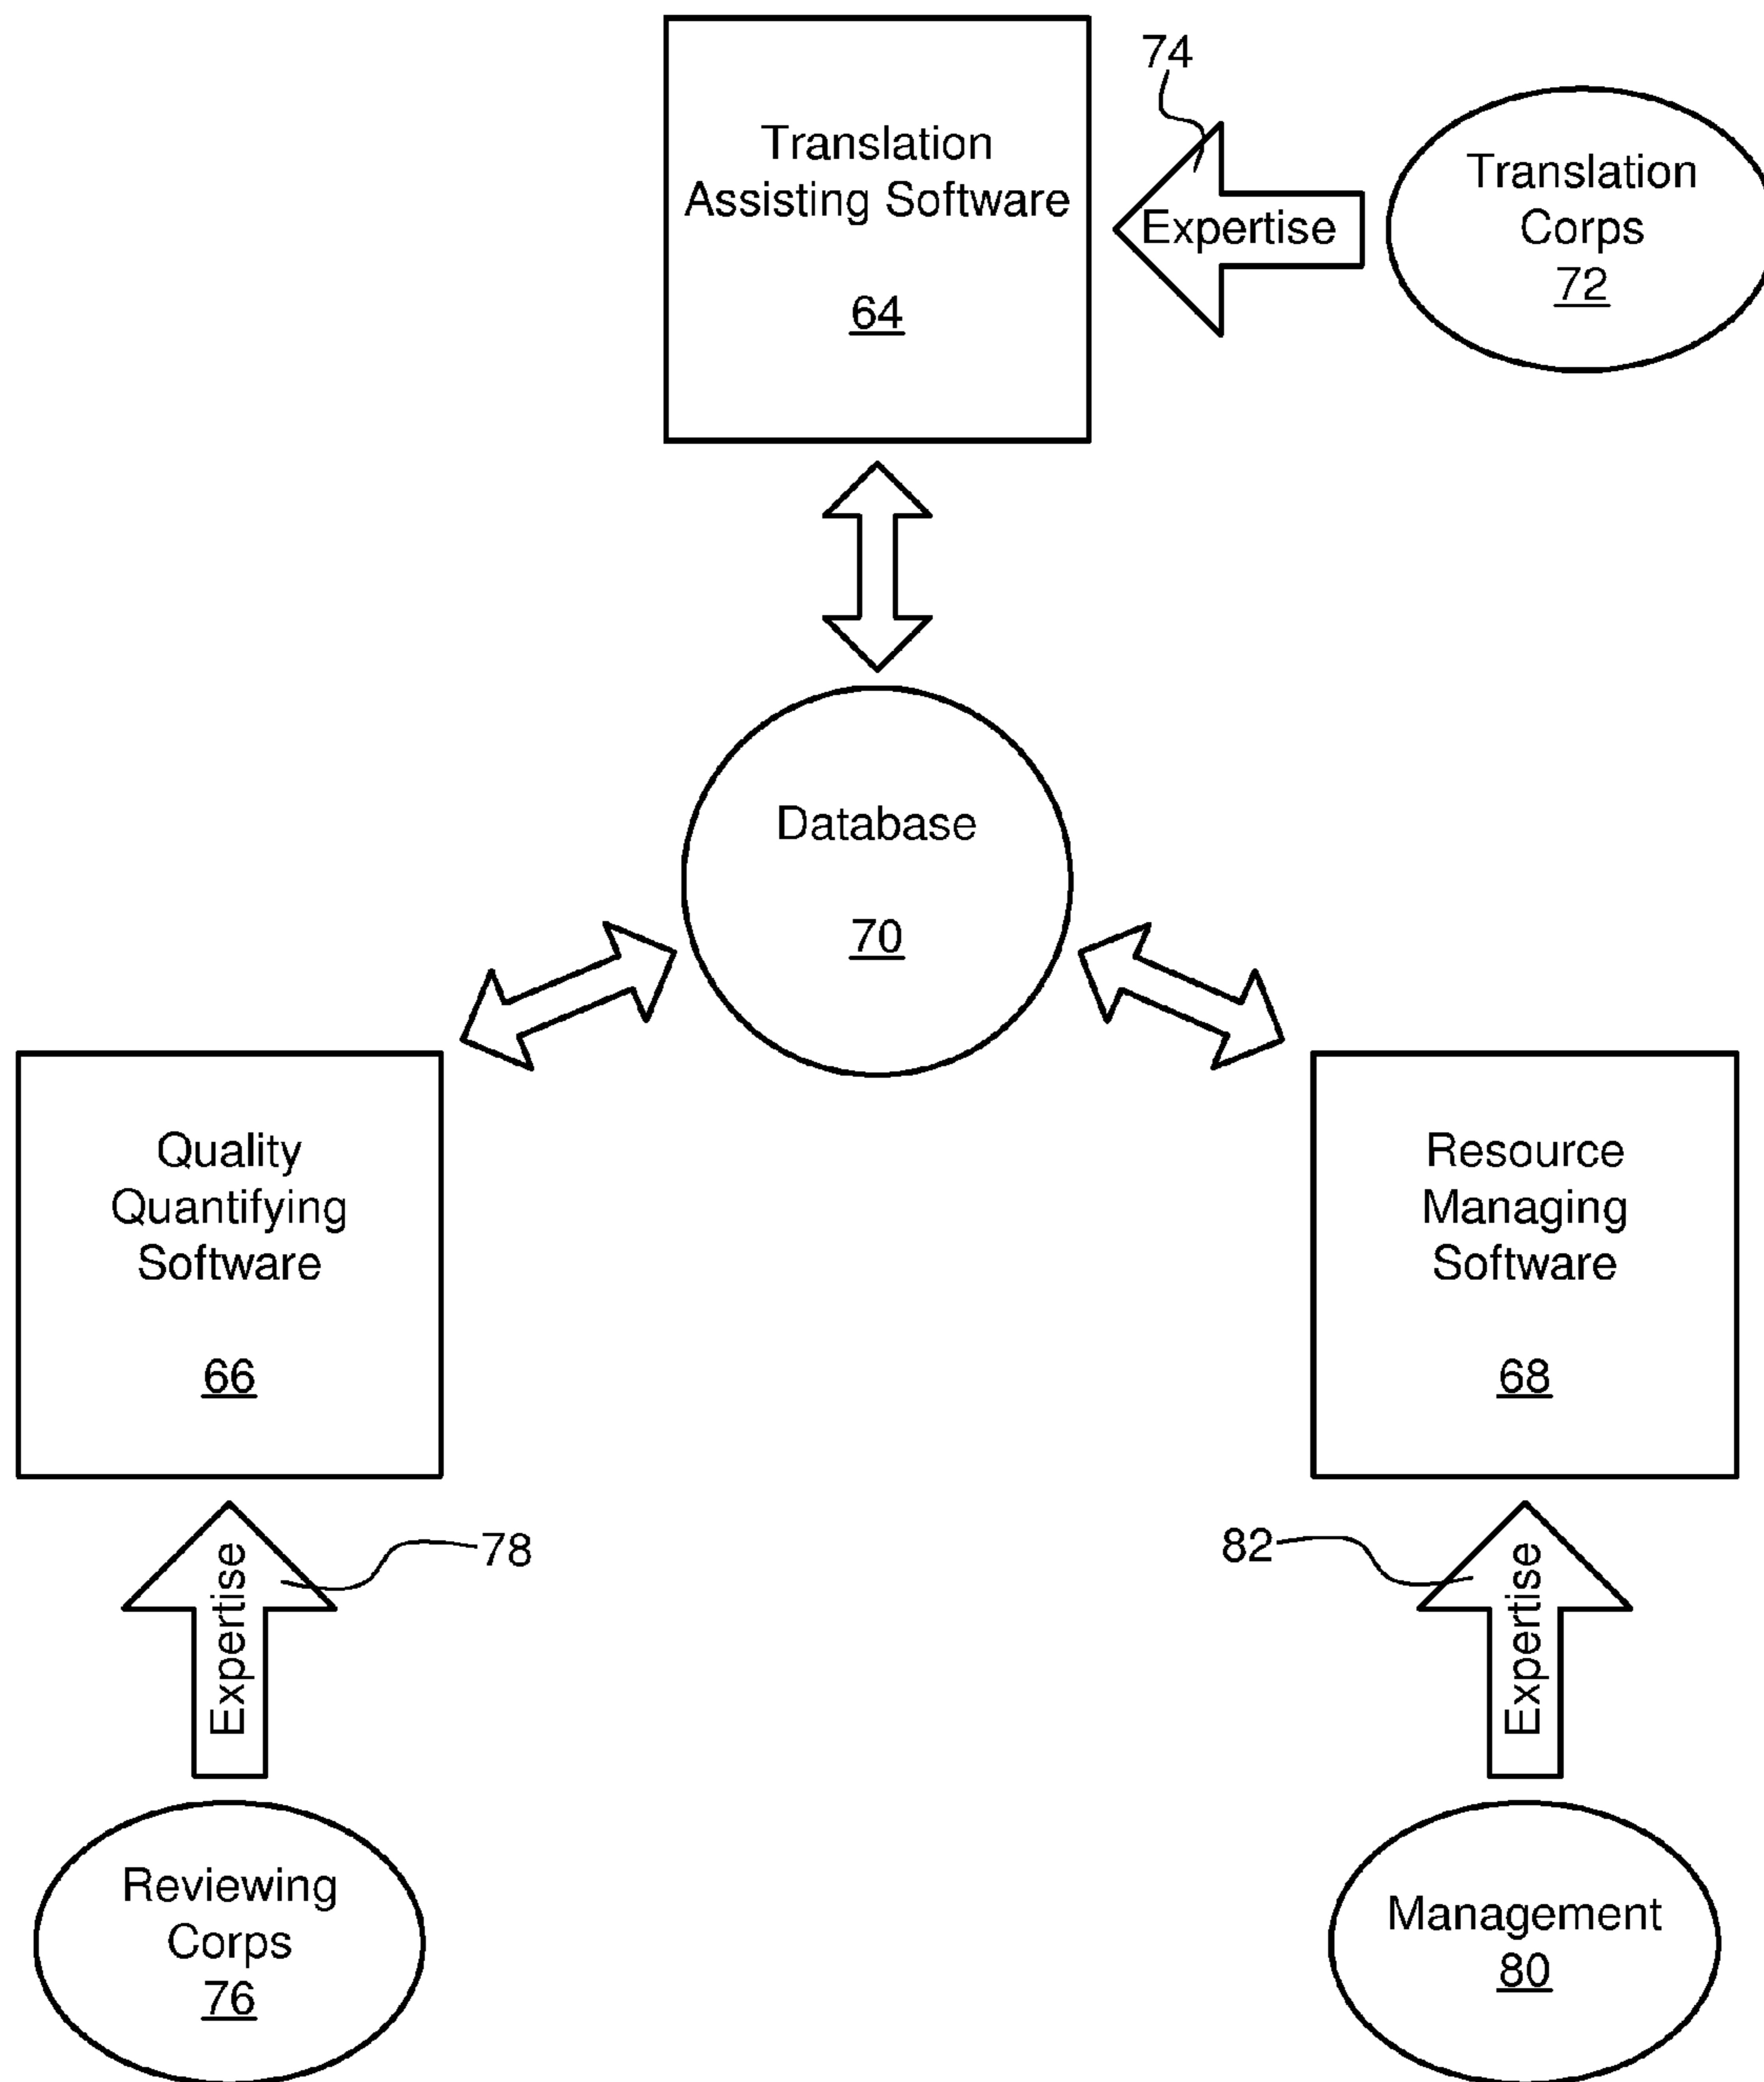 74
Translation
Assisting Software
64
Expertise
Translation
Corps
72
Database
70
Quality
Quantifying
Software
66
Resource
Managing
Software
68
Expertise
78
82
Expertise
Reviewing
Corps
76
Management
80